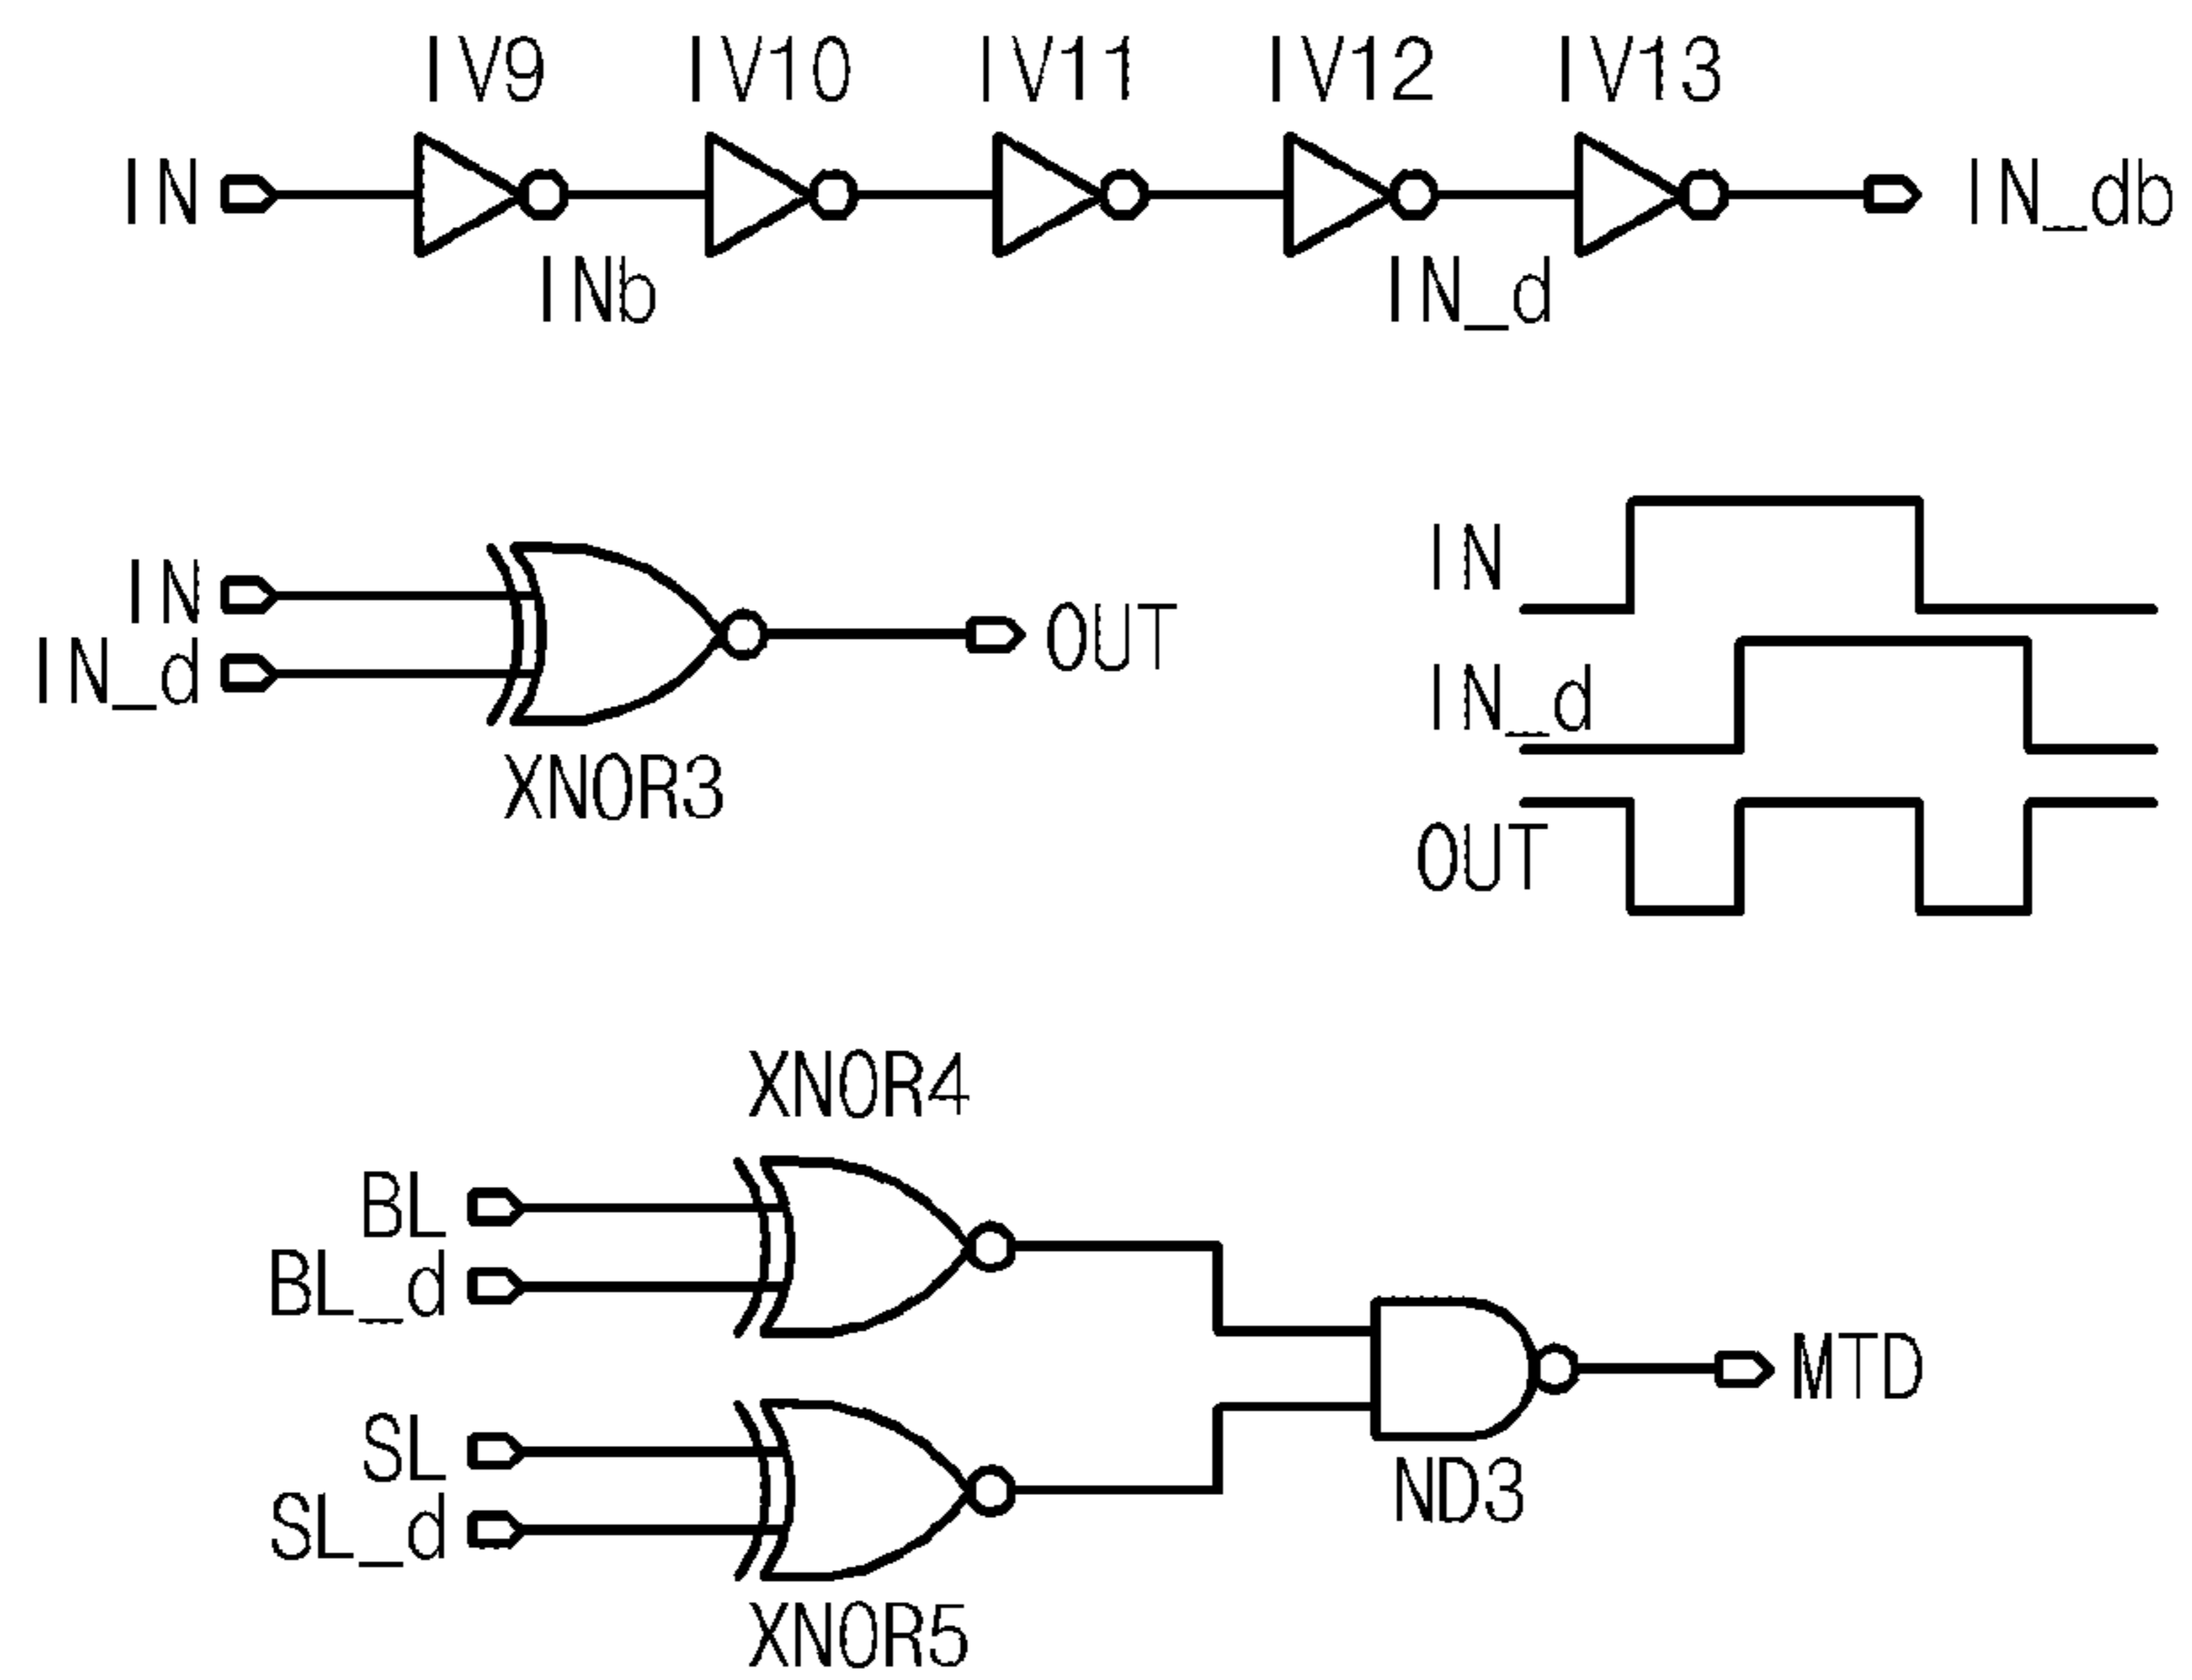 IV9 IV10 IV11 IV12 IV13
IN IN_db
INb IN_d
IN
IN_d
OUT
XNOR3
IN
IN_d
OUT
XNOR4
BL
BL_d
MTD
SL
SL_d
ND3
XNOR5